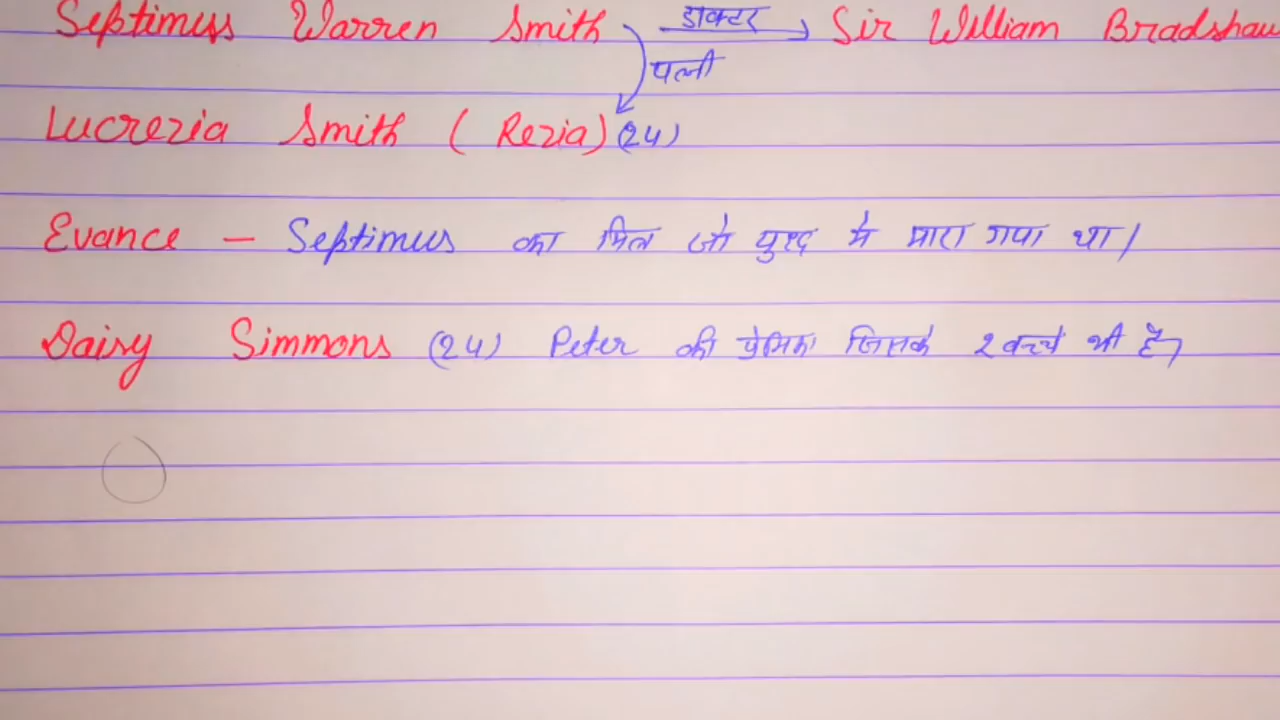 Septimus Warren Smith डाक्टर Sir William Bradshaw
पत्नी
Lucrezia Smith ( Rezia) (24)
Evance — Septimus का मित्र जो युद्ध मे मारा गया था।
Daisy Simmons (24) Peter की प्रेमिका जिसके 2 बच्चे भी है,